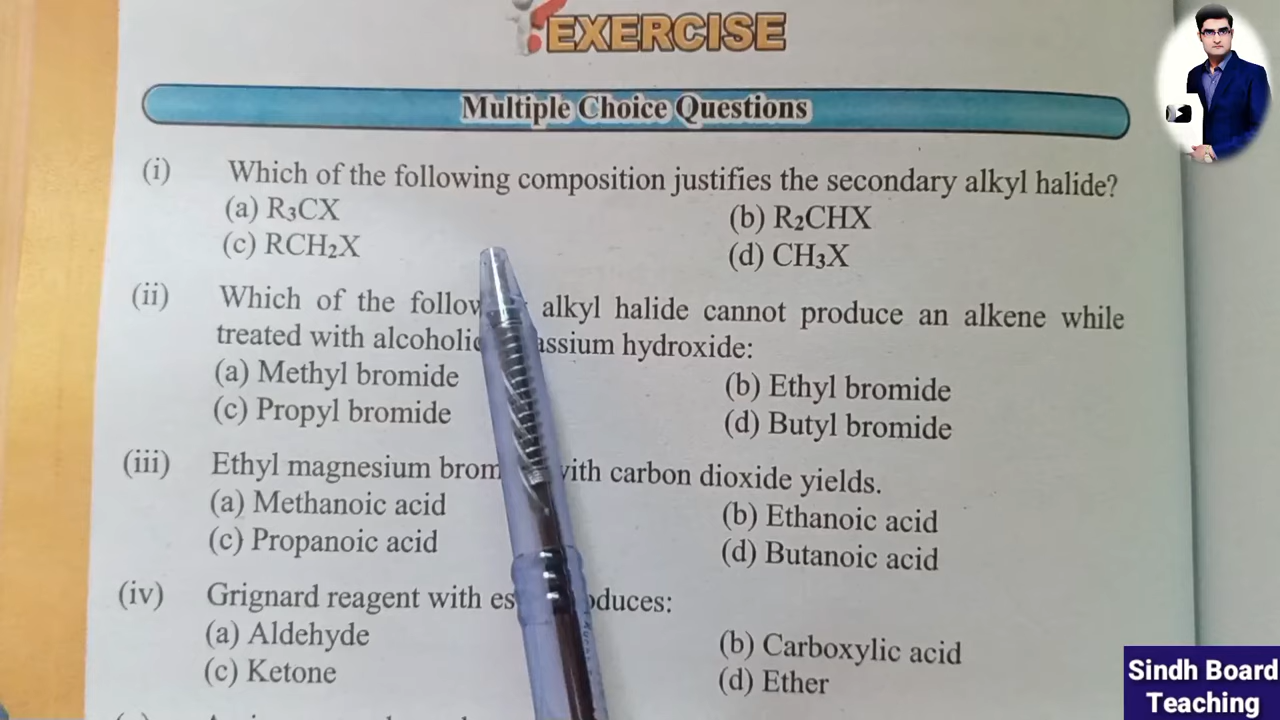 EXERCISE
Multiple Choice Questions
(i) Which of the following composition justifies the secondary alkyl halide?
(a) R₃CX (b) R₂CHX
(c) RCH₂X (d) CH₃X
(ii) Which of the follow alkyl halide cannot produce an alkene while
treated with alcoholic assium hydroxide:
(a) Methyl bromide (b) Ethyl bromide
(c) Propyl bromide (d) Butyl bromide
(iii) Ethyl magnesium brom with carbon dioxide yields.
(a) Methanoic acid (b) Ethanoic acid
(c) Propanoic acid (d) Butanoic acid
(iv) Grignard reagent with es oduces:
(a) Aldehyde (b) Carboxylic acid
(c) Ketone (d) Ether
Sindh Board
Teaching